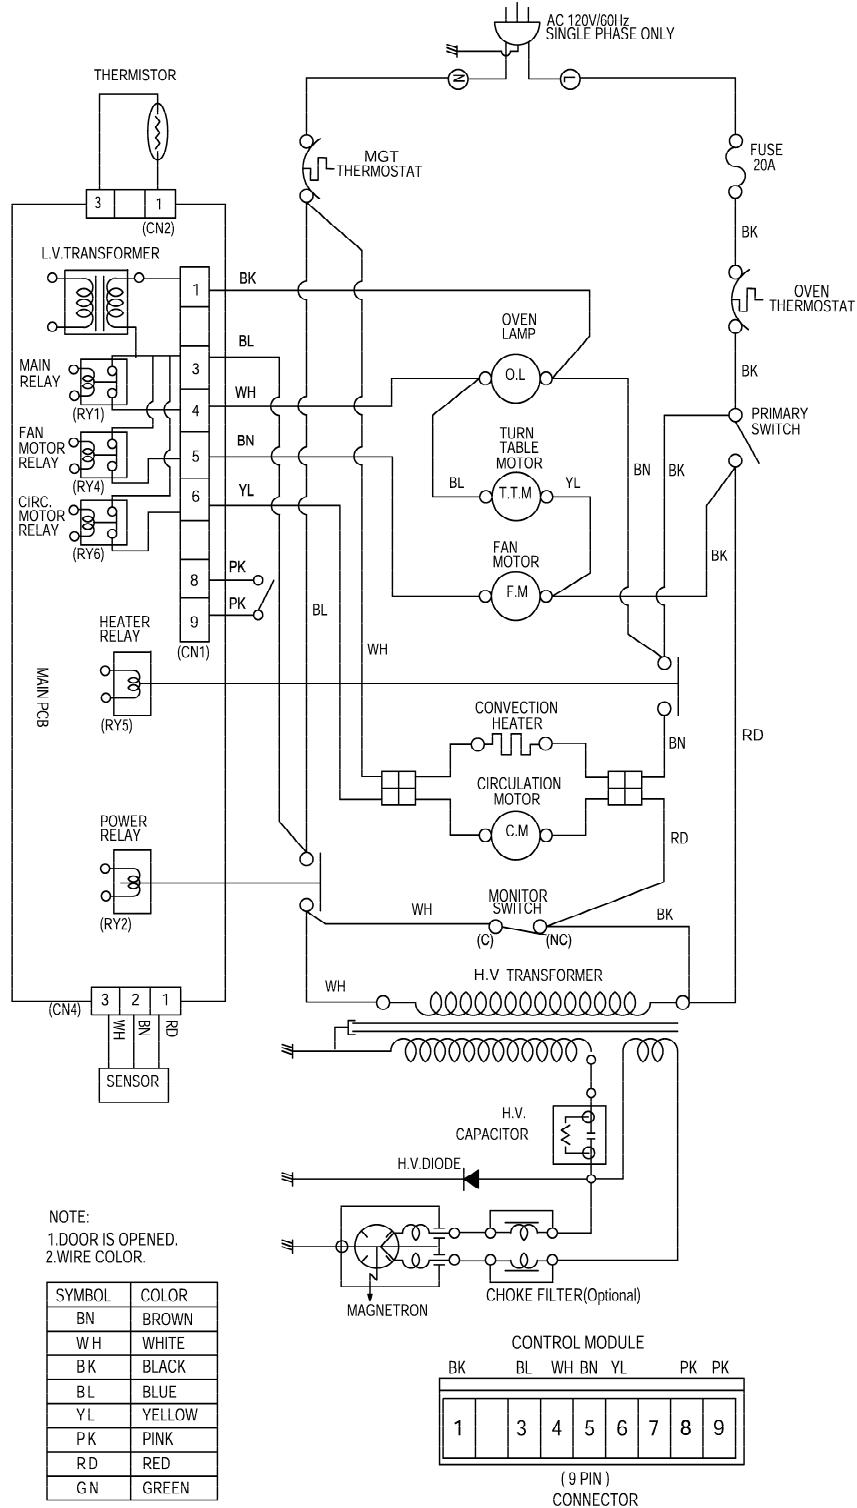 AC 120V/60Hz
SINGLE PHASE ONLY
N
L
THERMISTOR
MGT
THERMOSTAT
FUSE
20A
3 1
(CN2)
BK
L.V.TRANSFORMER
1
BK
OVEN
THERMOSTAT
OVEN
LAMP
BL
MAIN
RELAY
3
O.L
BK
(RY1)
4
WH
PRIMARY
SWITCH
FAN
MOTOR
RELAY
BN
5
TURN
TABLE
MOTOR
BN
BK
(RY4)
YL
6
BL
T.T.M
YL
CIRC.
MOTOR
RELAY
(RY6)
FAN
MOTOR
BK
8
PK
F.M
9
PK
BL
HEATER
RELAY
(CN1)
WH
MAIN PCB
(RY5)
CONVECTION
HEATER
BN
RD
CIRCULATION
MOTOR
C.M
RD
POWER
RELAY
(RY2)
MONITOR
SWITCH
WH
BK
(C)
(NC)
H.V TRANSFORMER
WH
(CN4)
3 2 1
WH
BN
RD
SENSOR
H.V.
CAPACITOR
H.V.DIODE
MAGNETRON
CHOKE FILTER(Optional)
NOTE:
1.DOOR IS OPENED.
2.WIRE COLOR.
SYMBOL COLOR
BN BROWN
WH WHITE
BK BLACK
BL BLUE
YL YELLOW
PK PINK
RD RED
GN GREEN
CONTROL MODULE
BK BL WH BN YL PK PK
1 3 4 5 6 7 8 9
( 9 PIN )
CONNECTOR